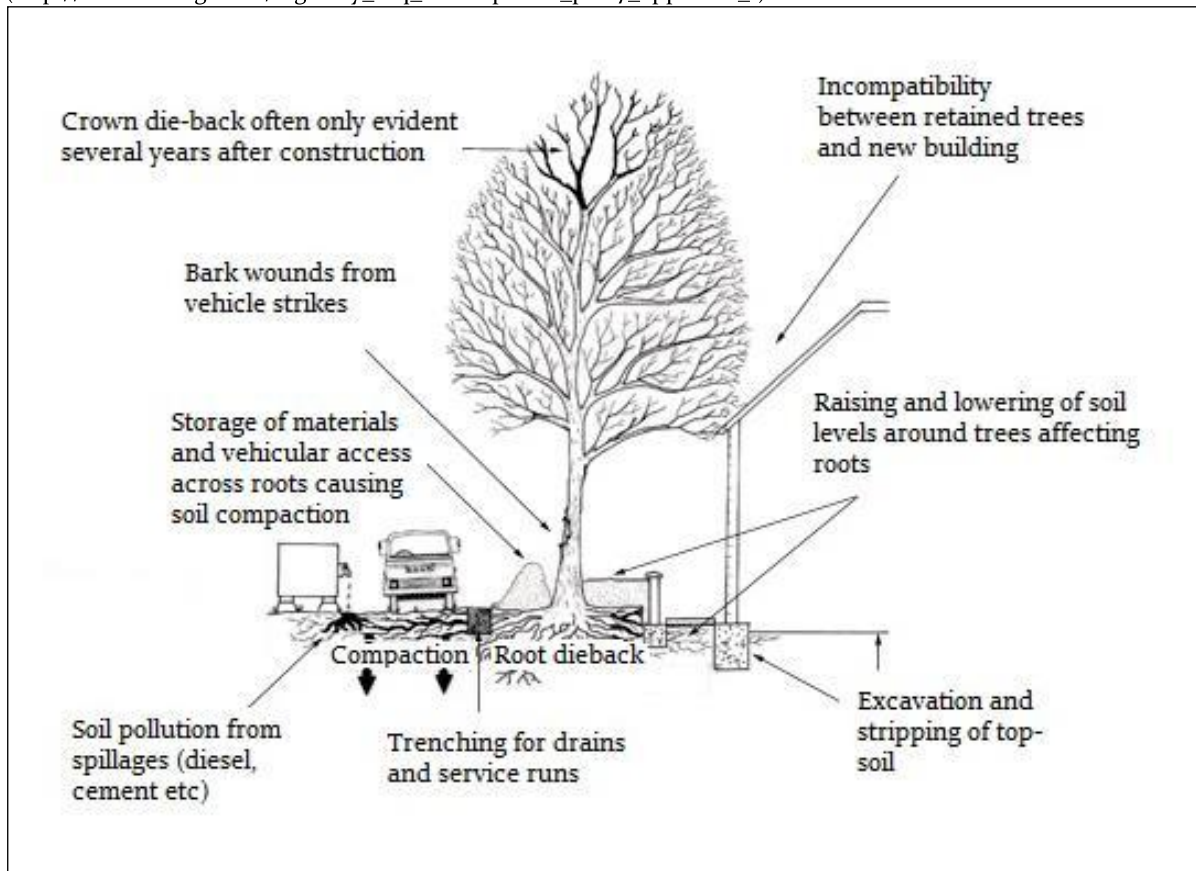 Crown die-back often only evident
several years after construction
Incompatibility
between retained trees
and new building
Bark wounds from
vehicle strikes
Storage of materials
and vehicular access
across roots causing
soil compaction
Raising and lowering of soil
levels around trees affecting
roots
Compaction
Root dieback
Soil pollution from
spillages (diesel,
cement etc)
Trenching for drains
and service runs
Excavation and
stripping of top-
soil